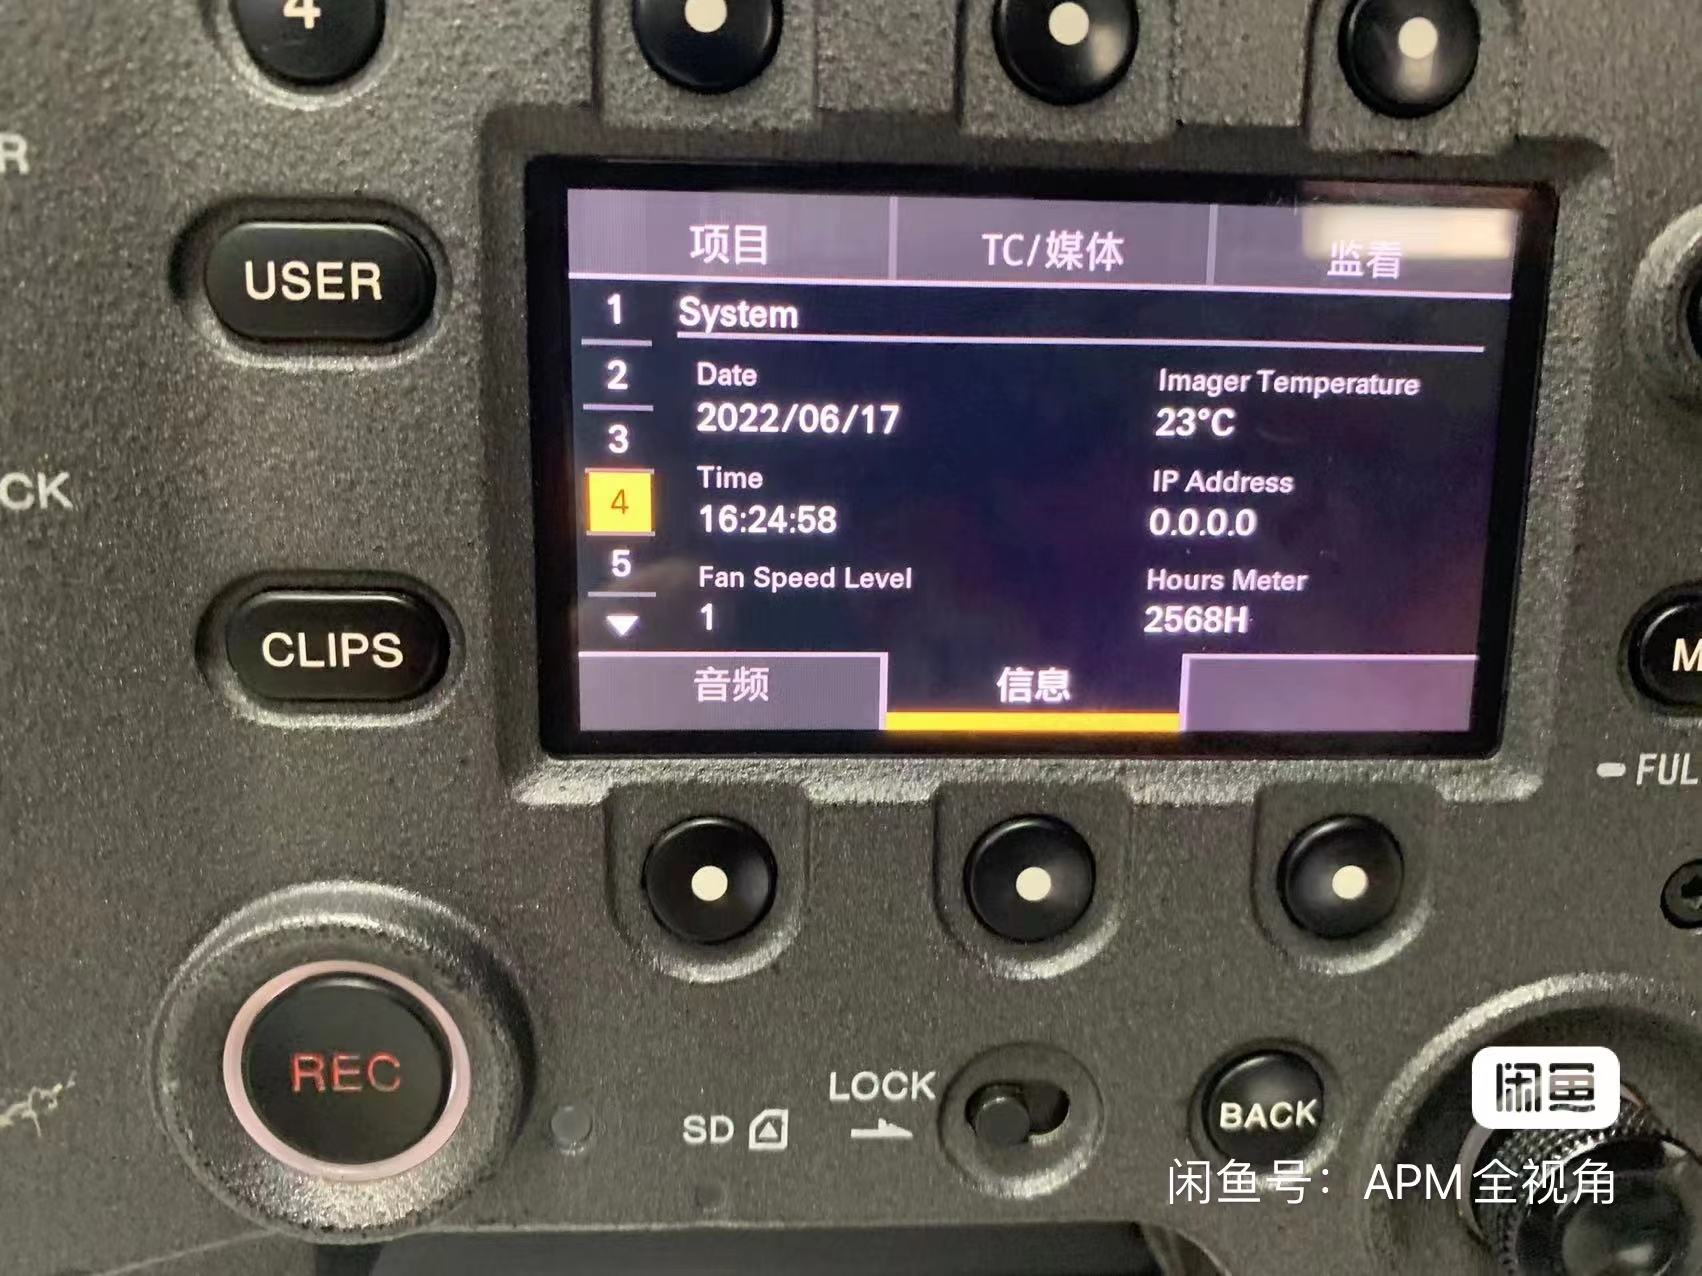 4
R
USER
CK
CLIPS
项目
TC/媒体
监看
1
2
3
4
5
System
Date
2022/06/17
Imager Temperature
23°C
Time
16:24:58
IP Address
0.0.0.0
Fan Speed Level
1
Hours Meter
2568H
音频
信息
M
FUL
REC
SD
LOCK
BACK
闲鱼
闲鱼号：APM全视角